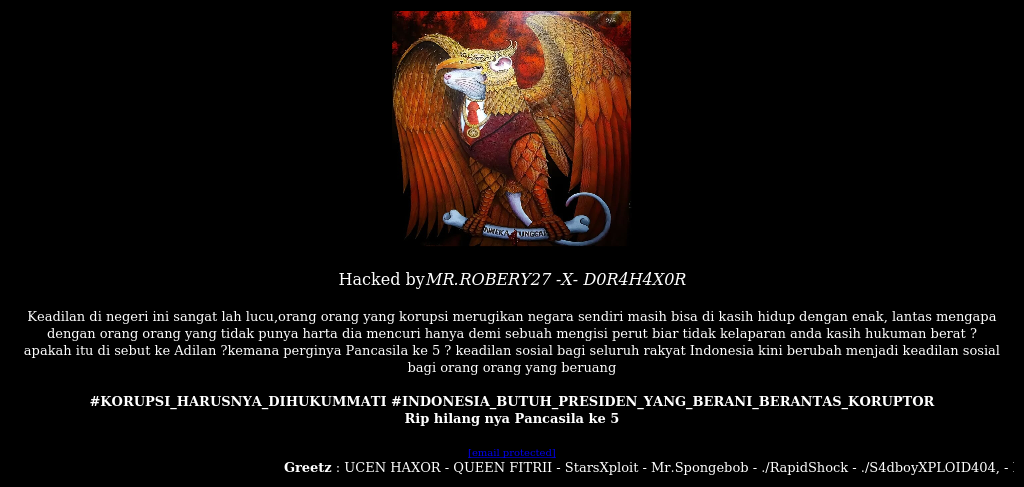 Hacked by MR.ROBERY27 -X- D0R4H4X0R
Keadilan di negeri ini sangat lah lucu,orang orang yang korupsi merugikan negara sendiri masih bisa di kasih hidup dengan enak, lantas mengapa
dengan orang orang yang tidak punya harta dia mencuri hanya demi sebuah mengisi perut biar tidak kelaparan anda kasih hukuman berat ?
apakah itu di sebut ke Adilan ?kemana perginya Pancasila ke 5 ? keadilan sosial bagi seluruh rakyat Indonesia kini berubah menjadi keadilan sosial
bagi orang orang yang beruang
#KORUPSI_HARUSNYA_DIHUKUMMATI #INDONESIA_BUTUH_PRESIDEN_YANG_BERANI_BERANTAS_KORUPTOR
Rip hilang nya Pancasila ke 5
[email protected]
Greetz : UCEN HAXOR - QUEEN FITRII - StarsXploit - Mr.Spongebob - ./RapidShock - ./S4dboyXPLOID404, -